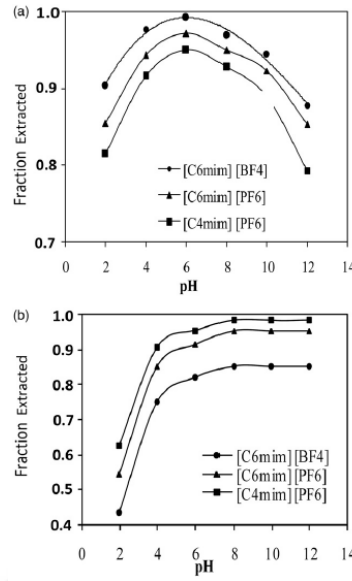 (a)
1.0
0.9
0.8
0.7
Fraction Extracted
[C6mim] [BF4]
[C6mim] [PF6]
[C4mim] [PF6]
0 2 4 6 8 10 12 14
pH
(b)
1.0
0.9
0.8
0.7
0.6
0.5
0.4
Fraction Extracted
[C6mim] [BF4]
[C6mim] [PF6]
[C4mim] [PF6]
0 2 4 6 8 10 12 14
pH